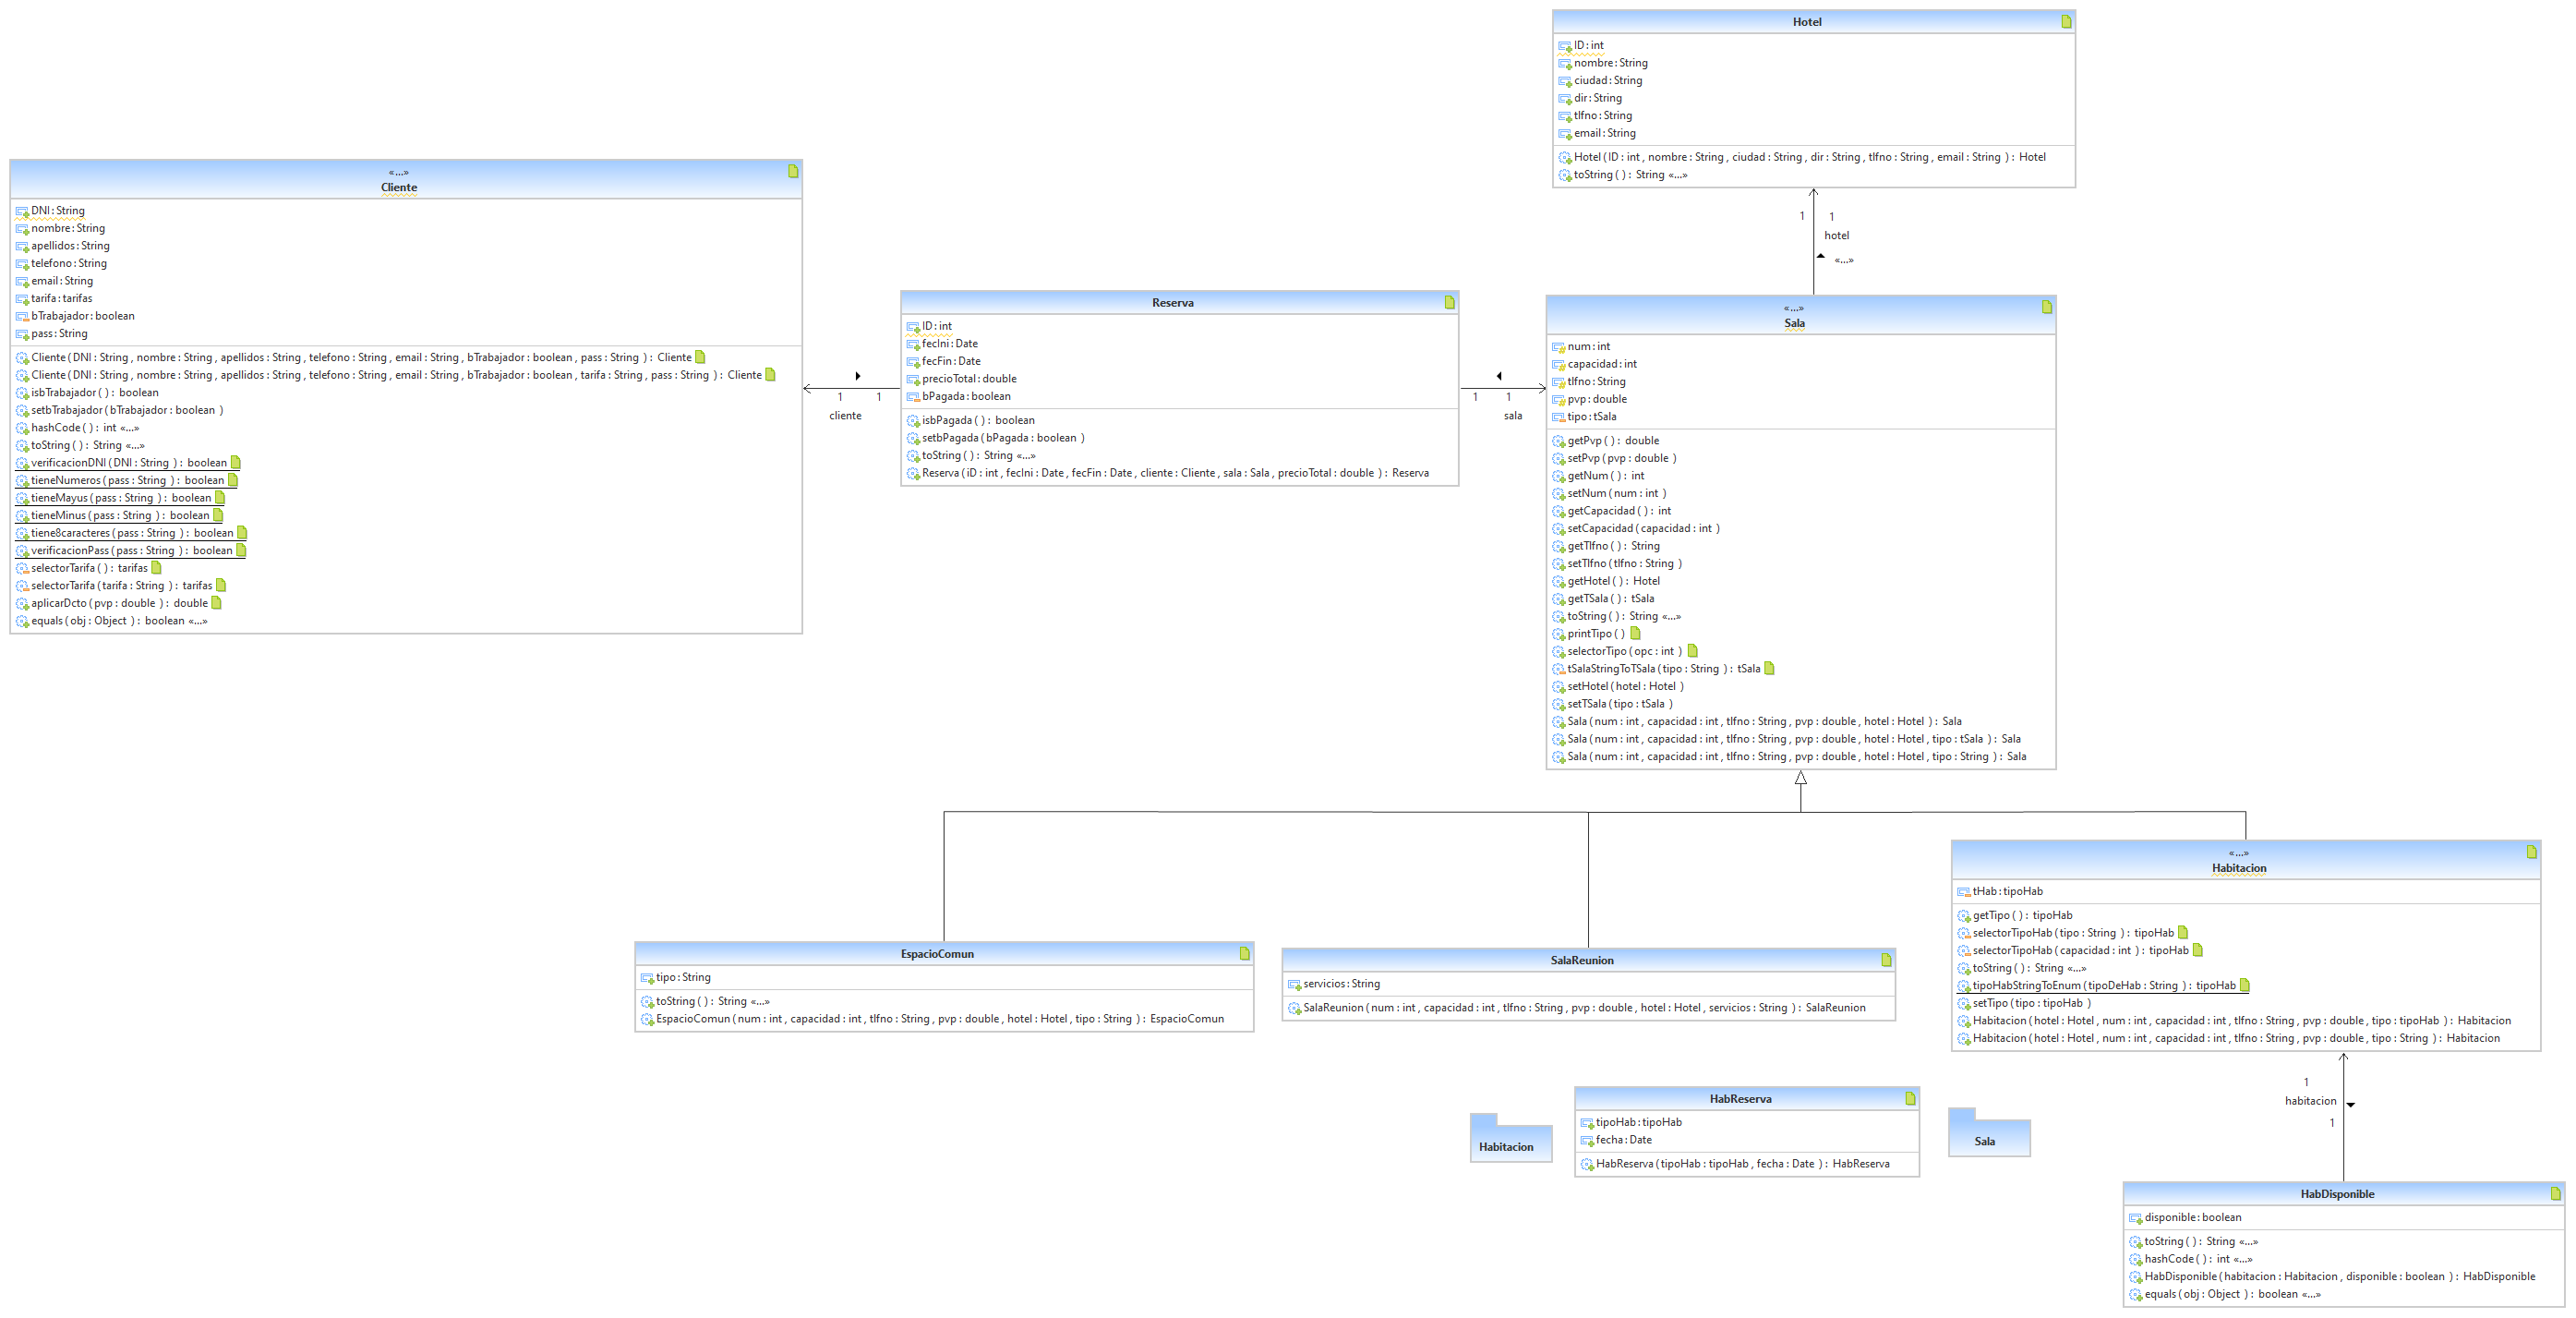 Hotel
ID:int
nombre:String
ciudad:String
dir:String
tlfno:String
email:String
Hotel(ID: int, nombre: String, ciudad: String, dir: String, tlfno: String, email: String ): Hotel
toString( ): String «...»
1
1
hotel
«...»
«...»
Cliente
DNI:String
nombre:String
apellidos:String
telefono:String
email:String
tarifa:tarifas
bTrabajador:boolean
pass:String
Cliente(DNI: String, nombre: String, apellidos: String, telefono: String, email: String, bTrabajador: boolean, pass: String ): Cliente
Cliente(DNI: String, nombre: String, apellidos: String, telefono: String, email: String, bTrabajador: boolean, tarifa: String, pass: String ): Cliente
isbTrabajador( ): boolean
setbTrabajador(bTrabajador: boolean )
hashCode( ): int «...»
toString( ): String «...»
verificacionDNI(DNI: String ): boolean
tieneNumeros(pass: String ): boolean
tieneMayus(pass: String ): boolean
tieneMinus(pass: String ): boolean
tiene8caracteres(pass: String ): boolean
verificacionPass(pass: String ): boolean
selectorTarifa( ): tarifas
selectorTarifa(tarifa: String ): tarifas
aplicarDcto(pvp: double ): double
equals(obj: Object ): boolean «...»
1
1
cliente
Reserva
ID:int
fecIni:Date
fecFin:Date
precioTotal:double
bPagada:boolean
isbPagada( ): boolean
setbPagada(bPagada: boolean )
toString( ): String «...»
Reserva(iD: int, fecIni: Date, fecFin: Date, cliente: Cliente, sala: Sala, precioTotal: double ): Reserva
1
1
sala
«...»
Sala
num:int
capacidad:int
tlfno:String
pvp:double
tipo:tSala
getPvp( ): double
setPvp(pvp: double )
getNum( ): int
setNum(num: int )
getCapacidad( ): int
setCapacidad(capacidad: int )
getTlfno( ): String
setTlfno(tlfno: String )
getHotel( ): Hotel
getTSala( ): tSala
toString( ): String «...»
printTipo( )
selectorTipo(opc: int )
tSalaStringToTSala(tipo: String ): tSala
setHotel(hotel: Hotel )
setTSala(tipo: tSala )
Sala(num: int, capacidad: int, tlfno: String, pvp: double, hotel: Hotel ): Sala
Sala(num: int, capacidad: int, tlfno: String, pvp: double, hotel: Hotel, tipo: tSala ): Sala
Sala(num: int, capacidad: int, tlfno: String, pvp: double, hotel: Hotel, tipo: String ): Sala
EspacioComun
tipo:String
toString( ): String «...»
EspacioComun(num: int, capacidad: int, tlfno: String, pvp: double, hotel: Hotel, tipo: String ): EspacioComun
SalaReunion
servicios:String
SalaReunion(num: int, capacidad: int, tlfno: String, pvp: double, hotel: Hotel, servicios: String ): SalaReunion
«...»
Habitacion
tHab:tipoHab
getTipo( ): tipoHab
selectorTipoHab(tipo: String ): tipoHab
selectorTipoHab(capacidad: int ): tipoHab
toString( ): String «...»
tipoHabStringToEnum(tipoDeHab: String ): tipoHab
setTipo(tipo: tipoHab )
Habitacion(hotel: Hotel, num: int, capacidad: int, tlfno: String, pvp: double, tipo: tipoHab ): Habitacion
Habitacion(hotel: Hotel, num: int, capacidad: int, tlfno: String, pvp: double, tipo: String ): Habitacion
1
habitacion
1
Habitacion
HabReserva
tipoHab:tipoHab
fecha:Date
HabReserva(tipoHab: tipoHab, fecha: Date ): HabReserva
Sala
HabDisponible
disponible:boolean
toString( ): String «...»
hashCode( ): int «...»
HabDisponible(habitacion: Habitacion, disponible: boolean ): HabDisponible
equals(obj: Object ): boolean «...»